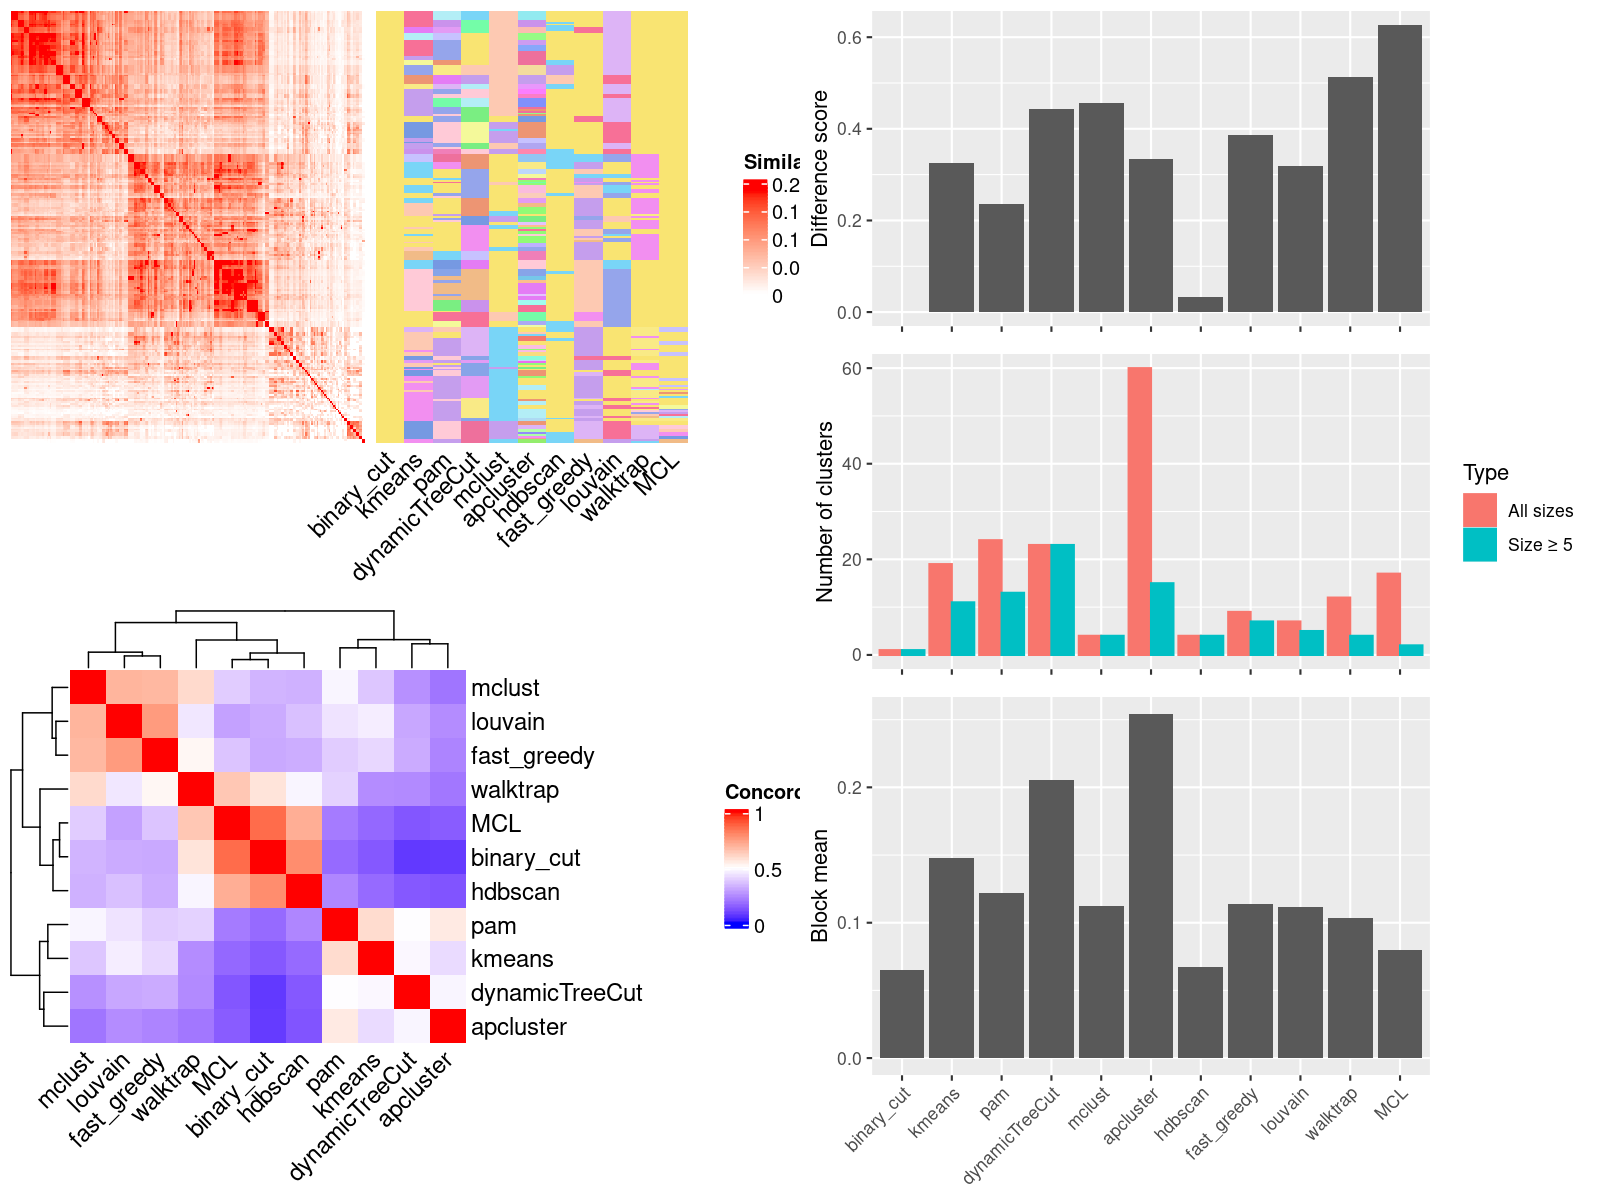 Simila
0.2
0.1
0.1
0.0
0
binary_cut
kmeans
pam
dynamicTreeCut
mclust
apcluster
hdbscan
fast_greedy
louvain
walktrap
MCL
mclust
louvain
fast_greedy
walktrap
MCL
binary_cut
hdbscan
pam
kmeans
dynamicTreeCut
apcluster
mclust
louvain
fast_greedy
walktrap
MCL
binary_cut
hdbscan
pam
kmeans
dynamicTreeCut
apcluster
Concord
1
0.5
0
Difference score
0.6
0.4
0.2
0.0
Number of clusters
60
40
20
0
Type
All sizes
Size ≥ 5
Block mean
0.2
0.1
0.0
binary_cut
kmeans
pam
dynamicTreeCut
mclust
apcluster
hdbscan
fast_greedy
louvain
walktrap
MCL